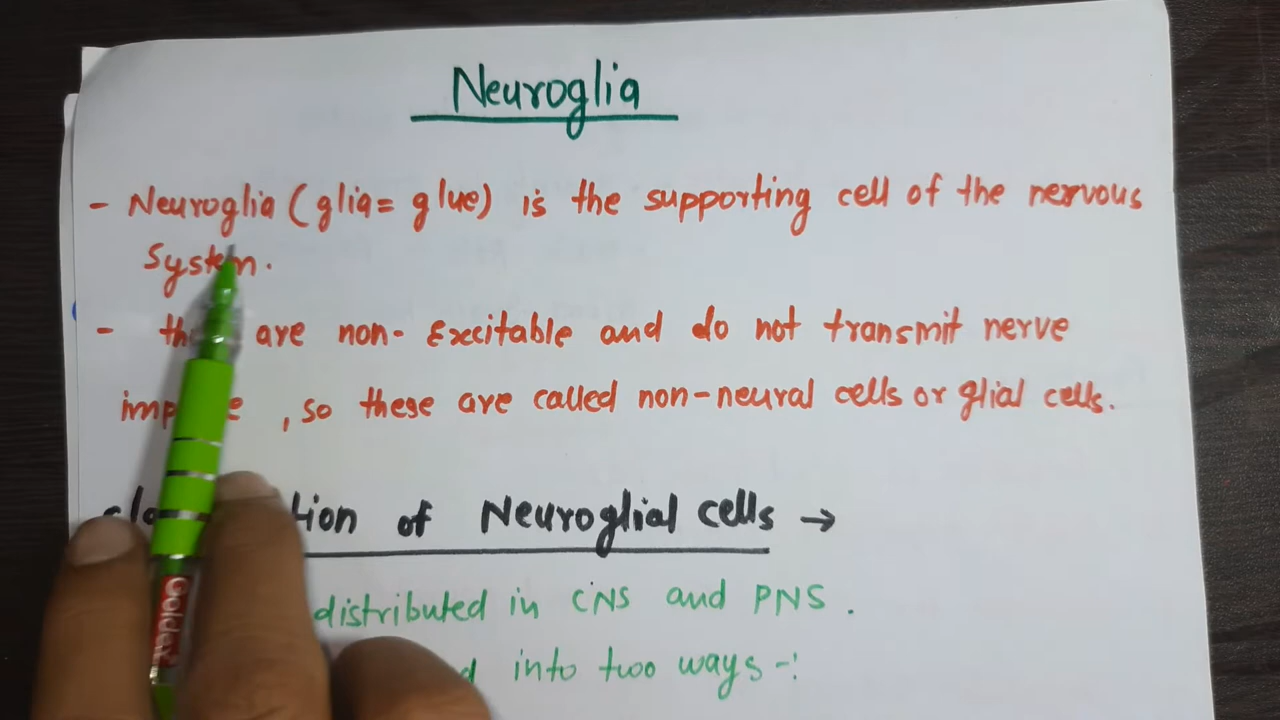 Neuroglia
- Neuroglia (glia= glue) is the supporting cell of the nervous
System.
- are non- Excitable and do not transmit nerve
, so these are called non-neural cells or glial cells.
of Neuroglial cells →
distributed in CNS and PNS.
into two ways -:
Goldex